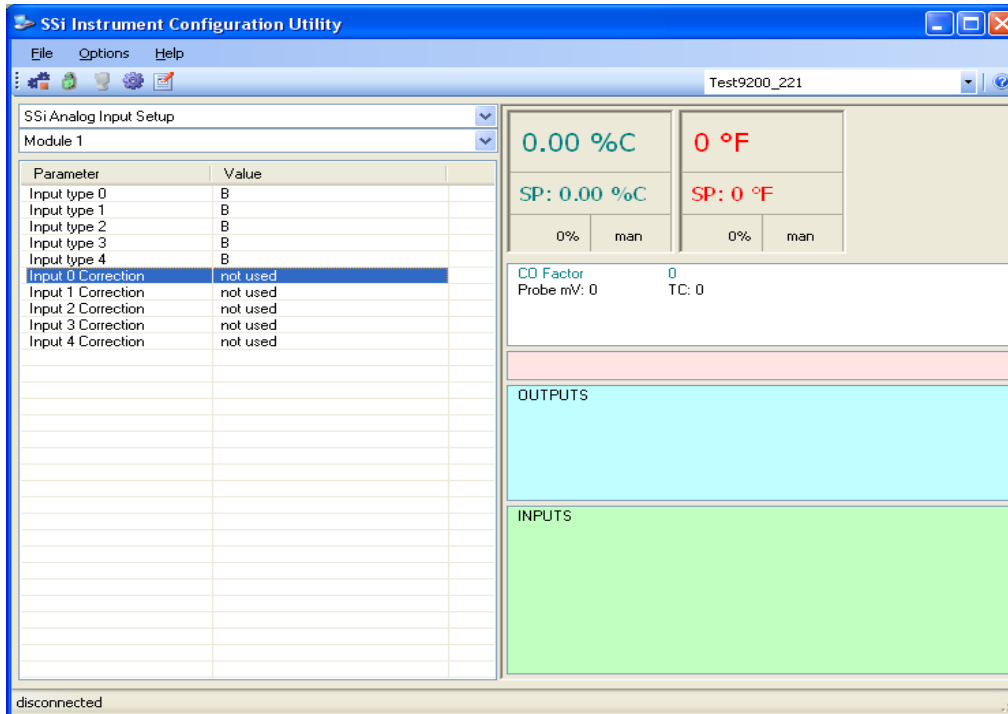 SSi Instrument Configuration Utility
File Options Help
Test9200_221
SSi Analog Input Setup
Module 1
Parameter Value
Input type 0 B
Input type 1 B
Input type 2 B
Input type 3 B
Input type 4 B
Input 0 Correction not used
Input 1 Correction not used
Input 2 Correction not used
Input 3 Correction not used
Input 4 Correction not used
0.00 %C 0 °F
SP: 0.00 %C SP: 0 °F
0% man 0% man
CO Factor 0
Probe mV: 0 TC: 0
OUTPUTS
INPUTS
disconnected